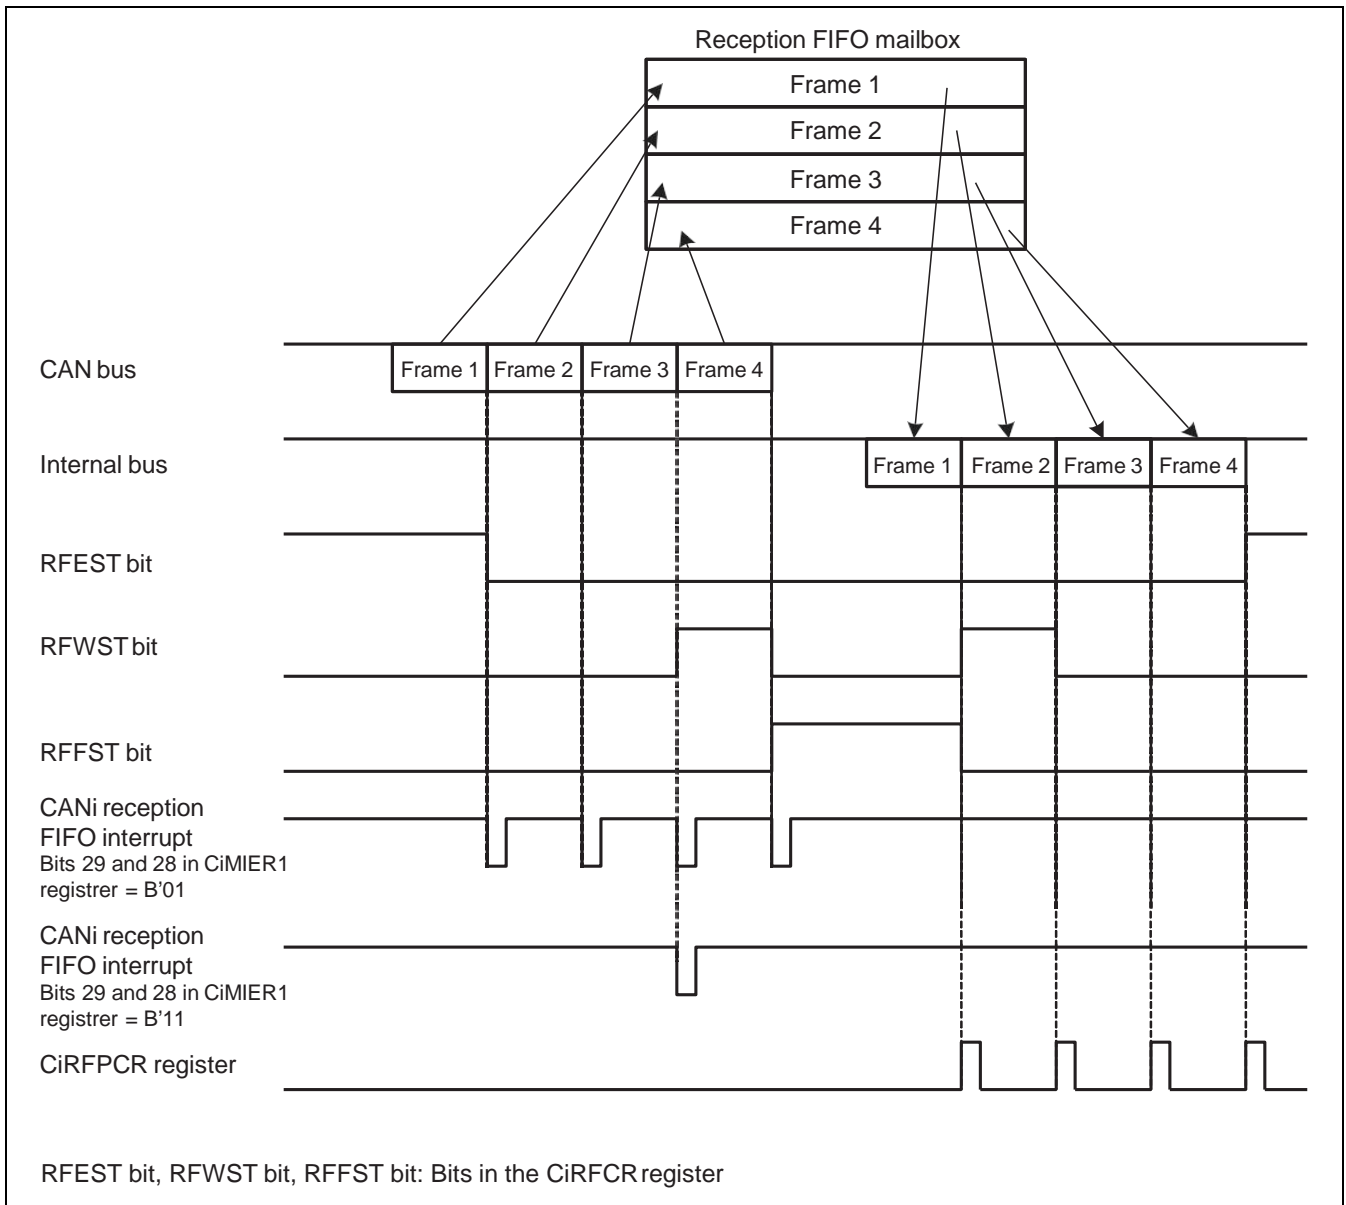 Reception FIFO mailbox
Frame 1
Frame 2
Frame 3
Frame 4
CAN bus
Frame 1 Frame 2 Frame 3 Frame 4
Internal bus
Frame 1 Frame 2 Frame 3 Frame 4
RFEST bit
RFWST bit
RFFST bit
CANi reception
FIFO interrupt
Bits 29 and 28 in CiMIER1
registrer = B'01
CANi reception
FIFO interrupt
Bits 29 and 28 in CiMIER1
registrer = B'11
CiRFPCR register
RFEST bit, RFWST bit, RFFST bit: Bits in the CiRFCR register